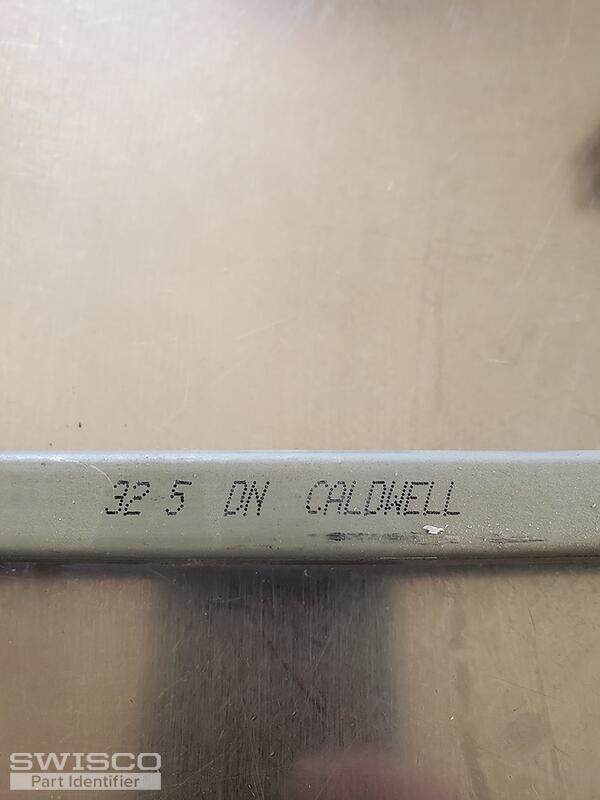 32-5 DN CALDWELL
SWISCO
Part Identifier